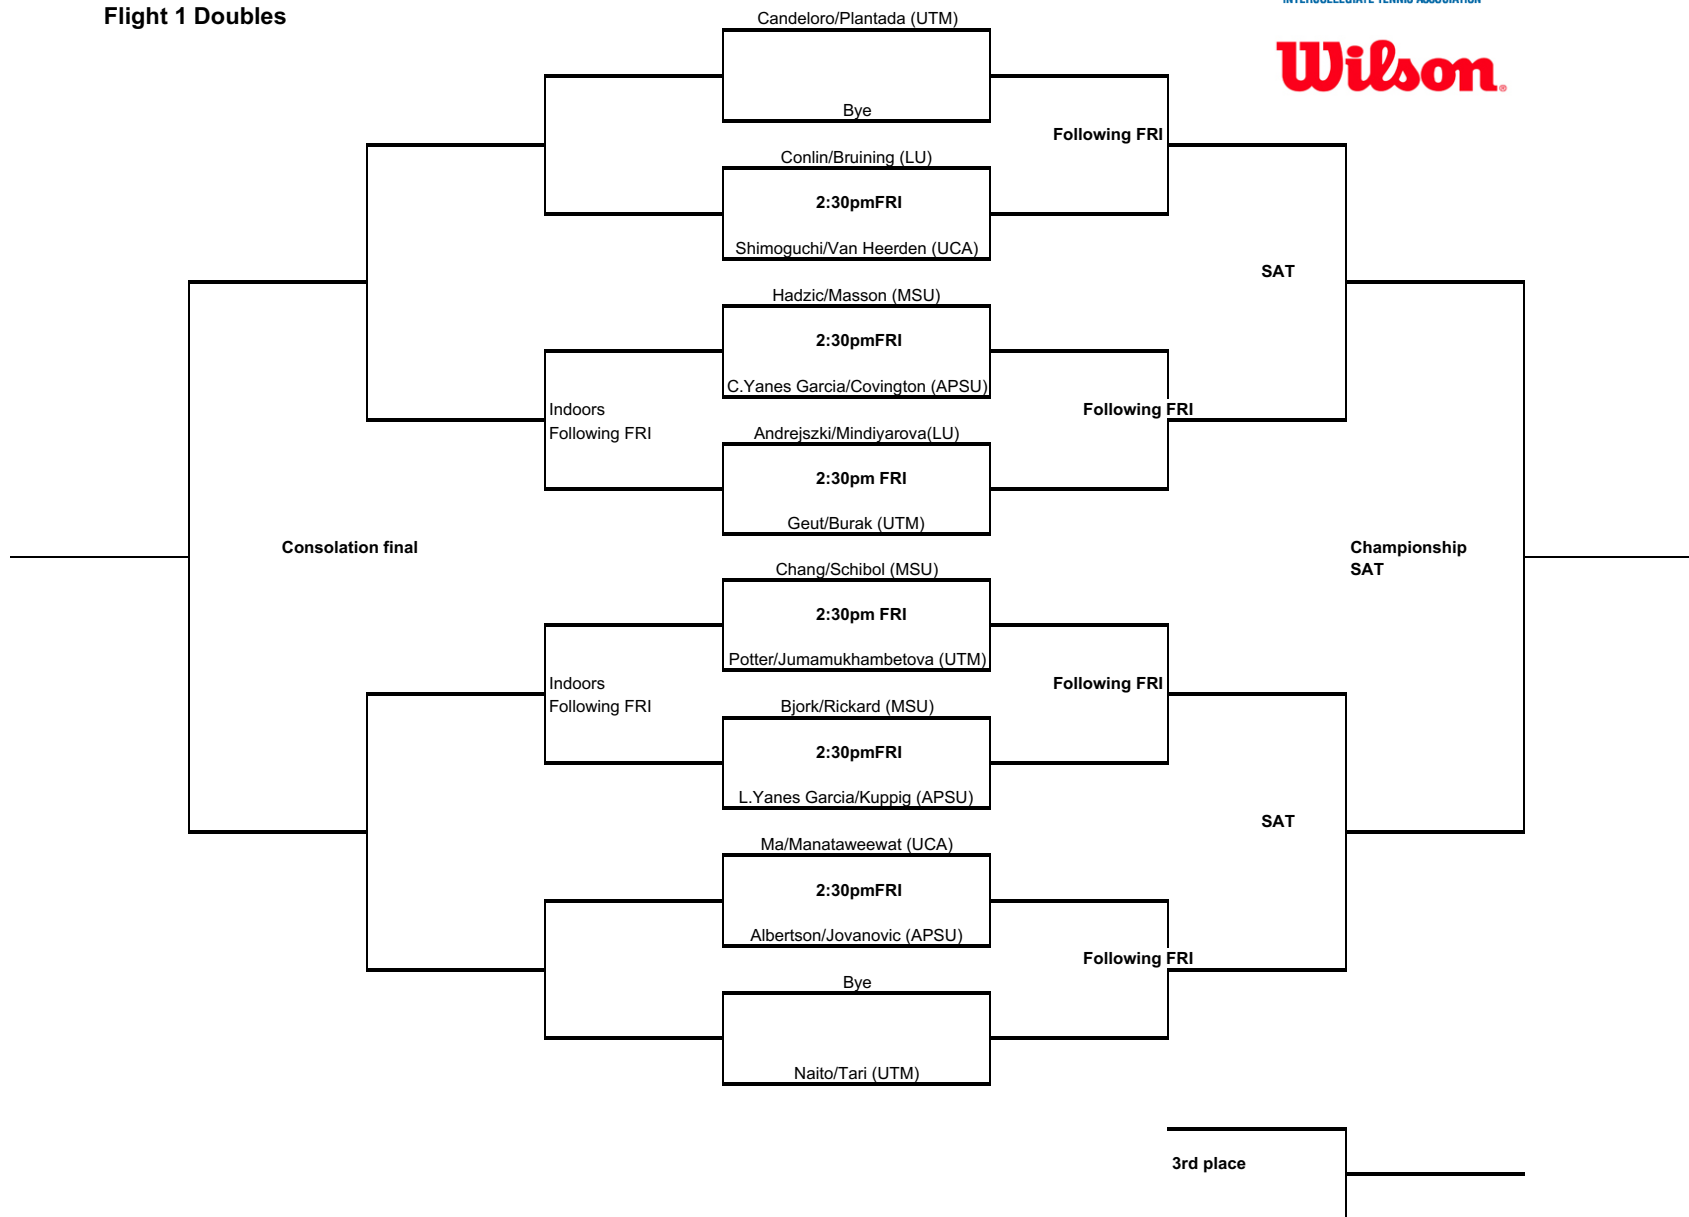 Flight 1 Doubles
INTERCOLLEGIATE TENNIS ASSOCIATION
Wilson®
Candeloro/Plantada (UTM)
Bye
Following FRI
Conlin/Bruining (LU)
2:30pmFRI
Shimoguchi/Van Heerden (UCA)
SAT
Hadzic/Masson (MSU)
2:30pmFRI
C.Yanes Garcia/Covington (APSU)
Indoors
Following FRI
Following FRI
Andrejszki/Mindiyarova(LU)
2:30pm FRI
Geut/Burak (UTM)
Consolation final
Championship
SAT
Chang/Schibol (MSU)
2:30pm FRI
Potter/Jumamukhambetova (UTM)
Indoors
Following FRI
Following FRI
Bjork/Rickard (MSU)
2:30pmFRI
L.Yanes Garcia/Kuppig (APSU)
SAT
Ma/Manataweewat (UCA)
2:30pmFRI
Albertson/Jovanovic (APSU)
Following FRI
Bye
Naito/Tari (UTM)
3rd place